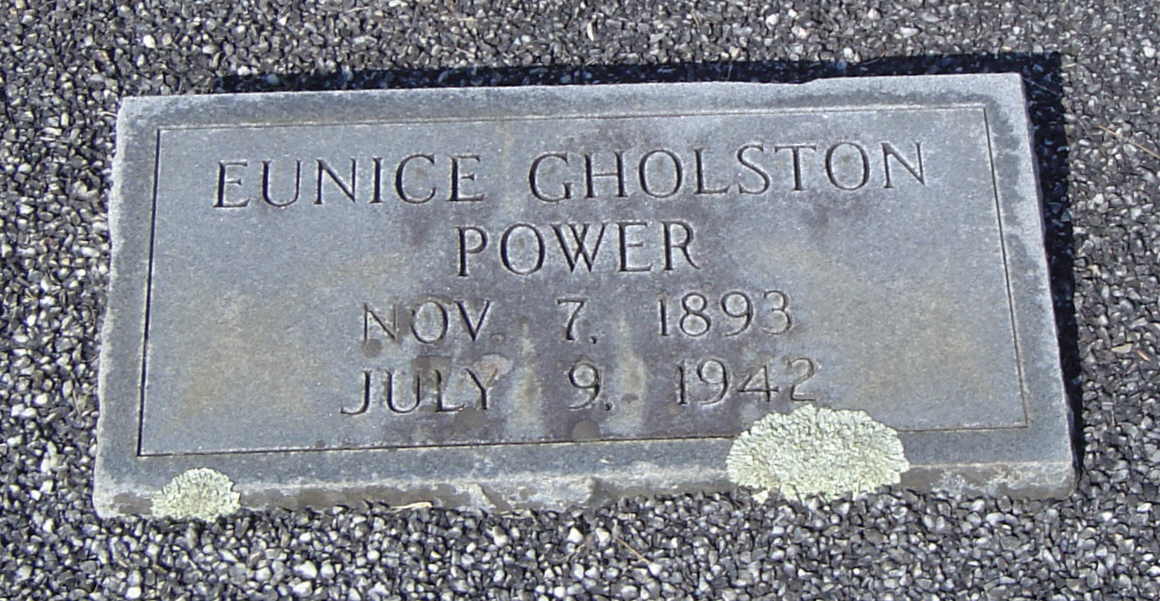 EUNICE GHOLSTON
POWER
NOV. 7, 1893
JULY 9, 1942